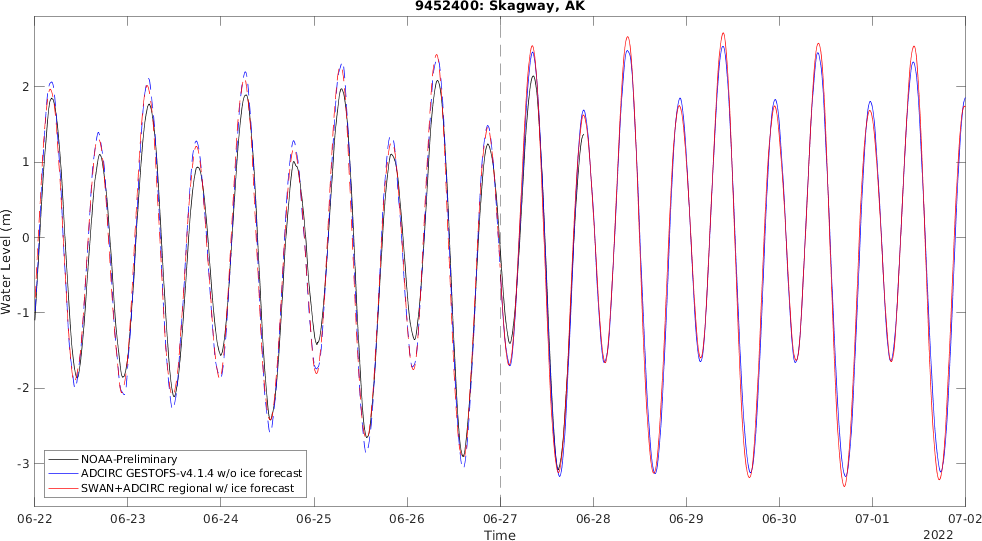 9452400: Skagway, AK
Water Level (m)
2
1
0
-1
-2
-3
NOAA-Preliminary
ADCIRC GESTOFS-v4.1.4 w/o ice forecast
SWAN+ADCIRC regional w/ ice forecast
06-22 06-23 06-24 06-25 06-26 06-27 06-28 06-29 06-30 07-01 07-02
Time
2022